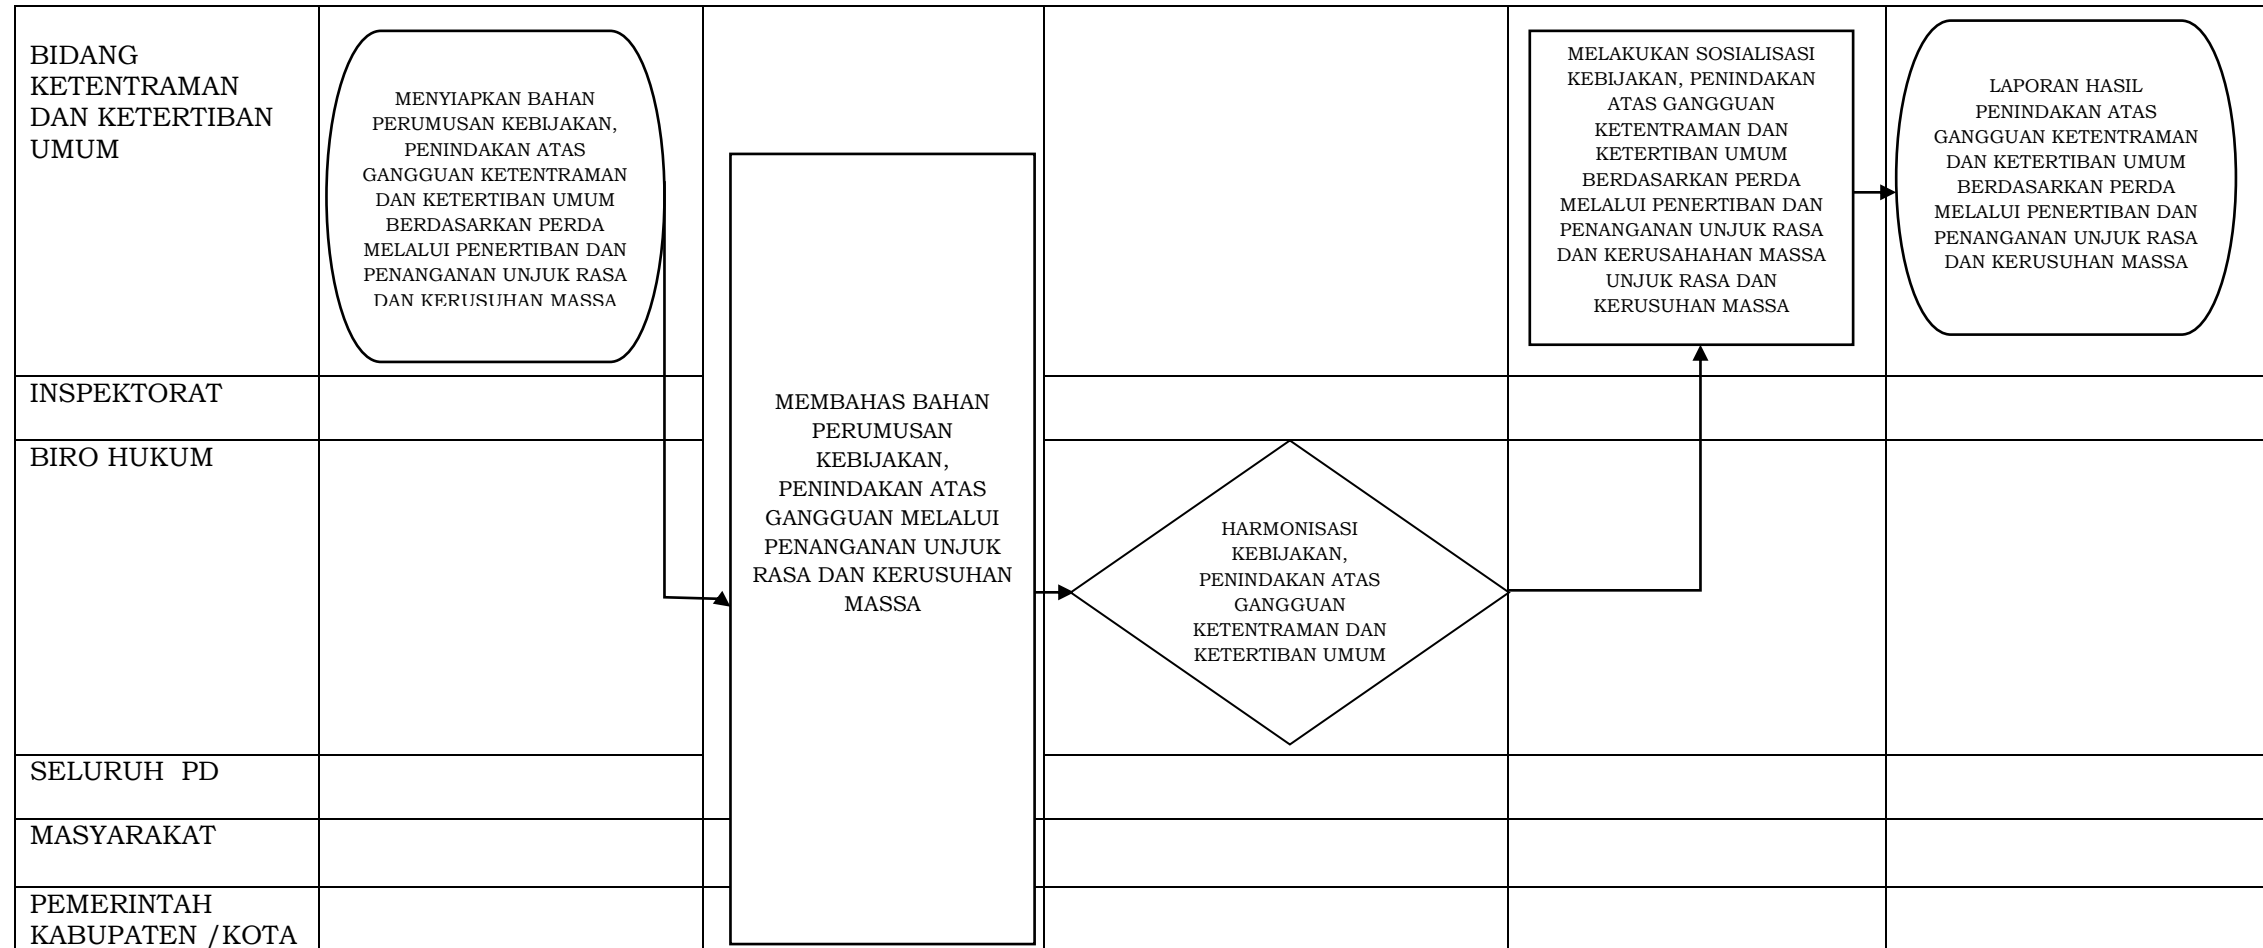 BIDANG
KETENTRAMAN
DAN KETERTIBAN
UMUM
MENYIAPKAN BAHAN
PERUMUSAN KEBIJAKAN,
PENINDAKAN ATAS
GANGGUAN KETENTRAMAN
DAN KETERTIBAN UMUM
BERDASARKAN PERDA
MELALUI PENERTIBAN DAN
PENANGANAN UNJUK RASA
DAN KERUSUHAN MASSA
MELAKUKAN SOSIALISASI
KEBIJAKAN, PENINDAKAN
ATAS GANGGUAN
KETENTRAMAN DAN
KETERTIBAN UMUM
BERDASARKAN PERDA
MELALUI PENERTIBAN DAN
PENANGANAN UNJUK RASA
DAN KERUSAHAHAN MASSA
UNJUK RASA DAN
KERUSUHAN MASSA
LAPORAN HASIL
PENINDAKAN ATAS
GANGGUAN KETENTRAMAN
DAN KETERTIBAN UMUM
BERDASARKAN PERDA
MELALUI PENERTIBAN DAN
PENANGANAN UNJUK RASA
DAN KERUSUHAN MASSA
INSPEKTORAT
MEMBAHAS BAHAN
PERUMUSAN
KEBIJAKAN,
PENINDAKAN ATAS
GANGGUAN MELALUI
PENANGANAN UNJUK
RASA DAN KERUSUHAN
MASSA
BIRO HUKUM
HARMONISASI
KEBIJAKAN,
PENINDAKAN ATAS
GANGGUAN
KETENTRAMAN DAN
KETERTIBAN UMUM
SELURUH  PD
MASYARAKAT
PEMERINTAH
KABUPATEN /KOTA